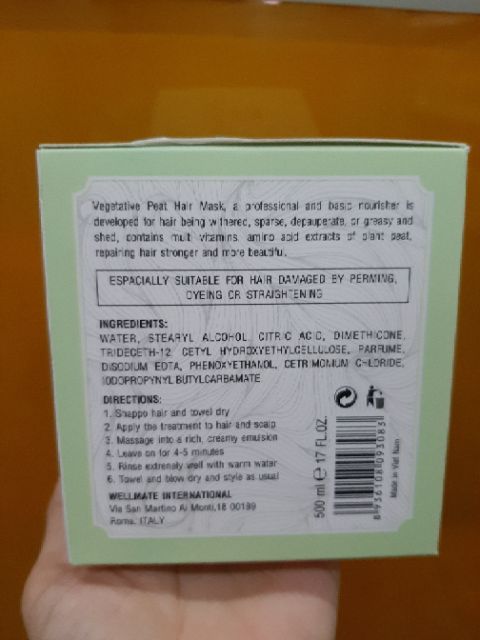 Vegetative Peat Hair Mask, a professional and basic nourisher is
developed for hair being withered, sparse, depauperate, or greasy and
shed, contains multi vitamins, amino acid extracts of plant peat,
repairing hair stronger and more beautiful.
ESPACIALLY SUITABLE FOR HAIR DAMAGED BY PERMING,
DYEING OR STRAIGHTENING
INGREDIENTS:
WATER, STEARYL ALCOHOL, CITRIC ACID, DIMETHICONE,
TRIDECETH-12, CETYL HYDROXYETHYLCELLULOSE, PARFUME,
DISODIUM EDTA, PHENOXYETHANOL, CETRIMONIUM CHLORIDE,
IODOPROPYNYL BUTYLCARBAMATE
DIRECTIONS:
1. Shappo hair and towel dry
2. Apply the treatment to hair and scalp
3. Massage into a rich, creamy emulsion
4. Leave on for 4-5 minutes
5. Rinse extremely well with warm water
6. Towel and blow dry and style as usual
WELLMATE INTERNATIONAL
Via San Martino Ai Monti,18 00199
Roma, ITALY
500 ml e 17 FL.OZ.
8 936108 093083
Made in Viet Nam